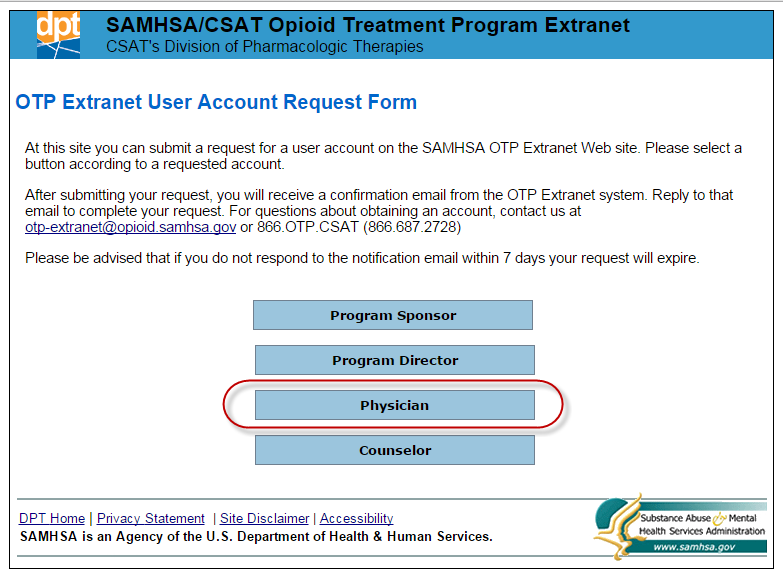 dpt
SAMHSA/CSAT Opioid Treatment Program Extranet
CSAT's Division of Pharmacologic Therapies
OTP Extranet User Account Request Form
At this site you can submit a request for a user account on the SAMHSA OTP Extranet Web site. Please select a
button according to a requested account.
After submitting your request, you will receive a confirmation email from the OTP Extranet system. Reply to that
email to complete your request. For questions about obtaining an account, contact us at
otp-extranet@opioid.samhsa.gov or 866.OTP.CSAT (866.687.2728)
Please be advised that if you do not respond to the notification email within 7 days your request will expire.
Program Sponsor
Program Director
Physician
Counselor
DPT Home | Privacy Statement | Site Disclaimer | Accessibility
SAMHSA is an Agency of the U.S. Department of Health & Human Services.
Substance Abuse and Mental
Health Services Administration
www.samhsa.gov